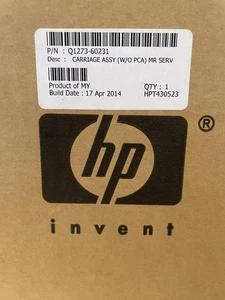 P/N : Q1273-60231
Desc : CARRIAGE ASSY (W/O PCA) MR SERV
Product of MY QTY : 1
Build Date : 17 Apr 2014 HPT430523
hp ®
invent